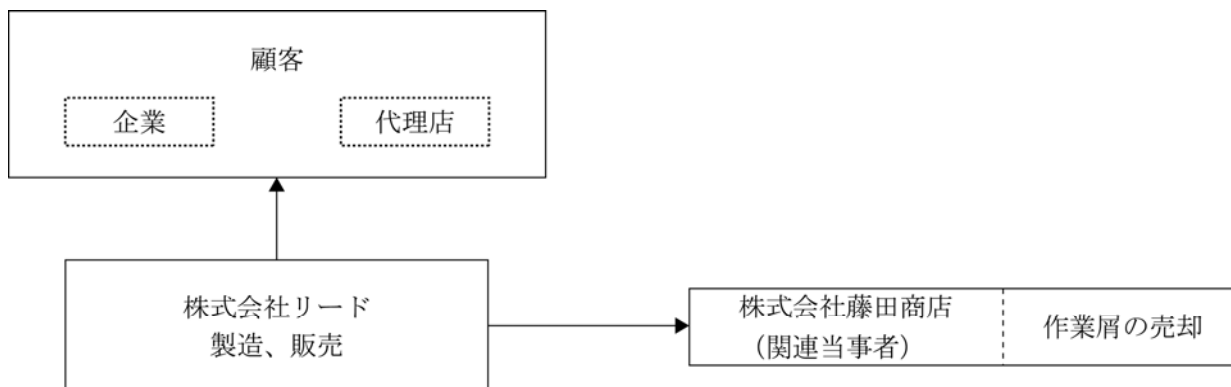 顧客
企業
代理店
株式会社リード
製造、販売
株式会社藤田商店
（関連当事者）
作業屑の売却